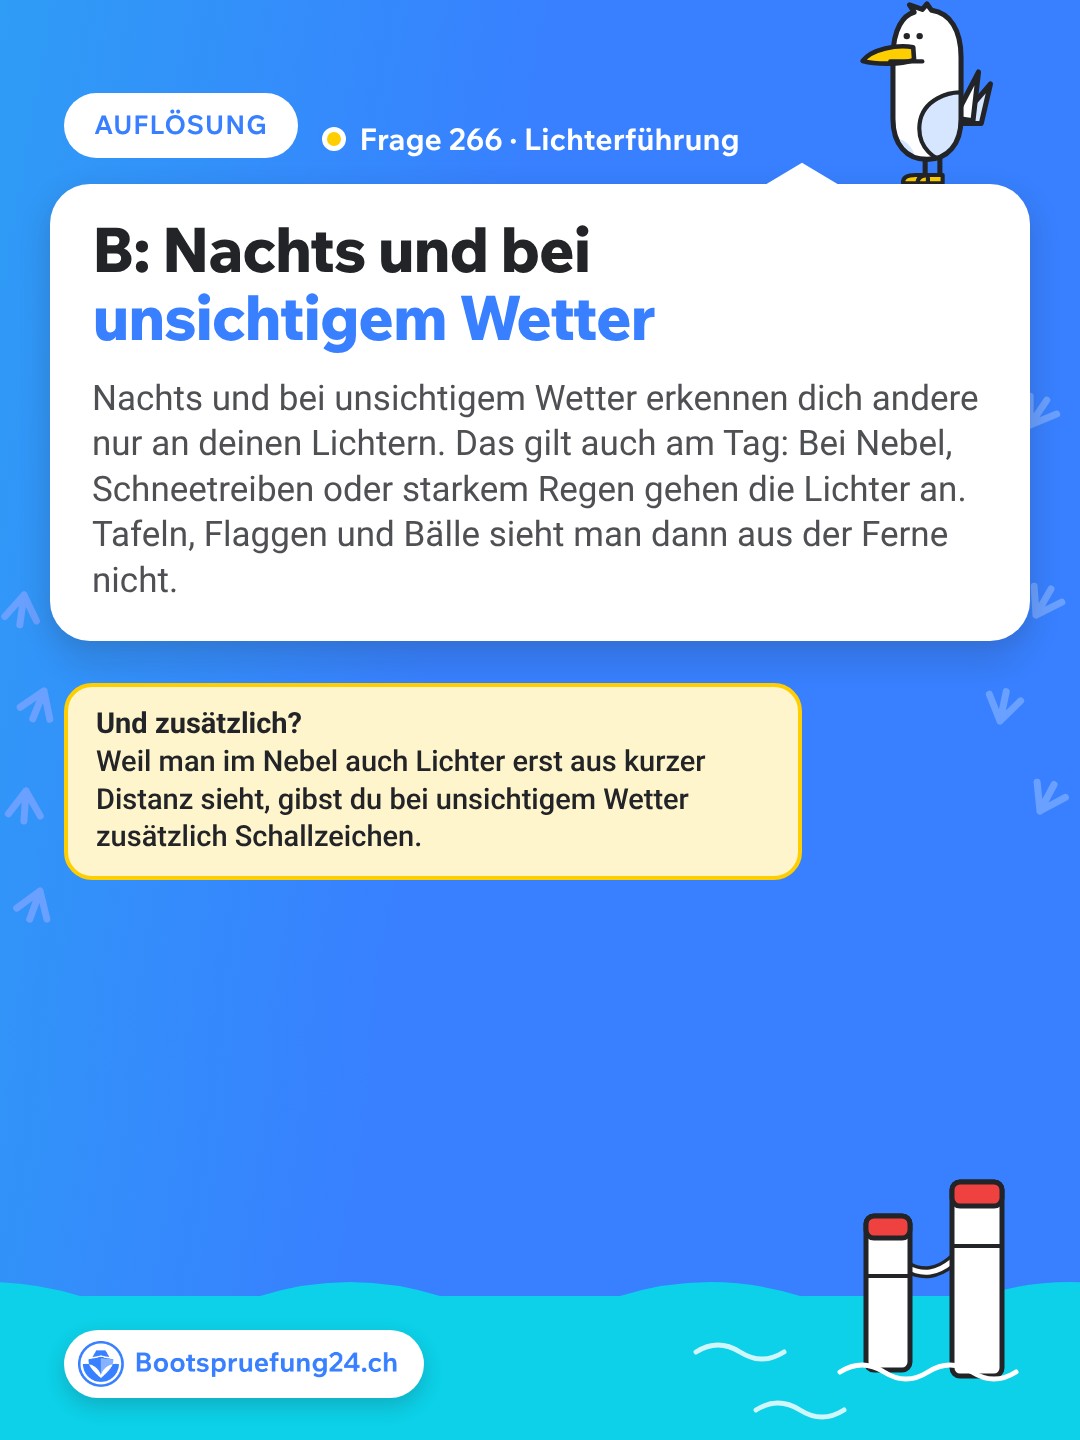 AUFLÖSUNG
Frage 266 · Lichterführung
B: Nachts und bei
unsichtigem Wetter
Nachts und bei unsichtigem Wetter erkennen dich andere
nur an deinen Lichtern. Das gilt auch am Tag: Bei Nebel,
Schneetreiben oder starkem Regen gehen die Lichter an.
Tafeln, Flaggen und Bälle sieht man dann aus der Ferne
nicht.
Und zusätzlich?
Weil man im Nebel auch Lichter erst aus kurzer
Distanz sieht, gibst du bei unsichtigem Wetter
zusätzlich Schallzeichen.
Bootspruefung24.ch